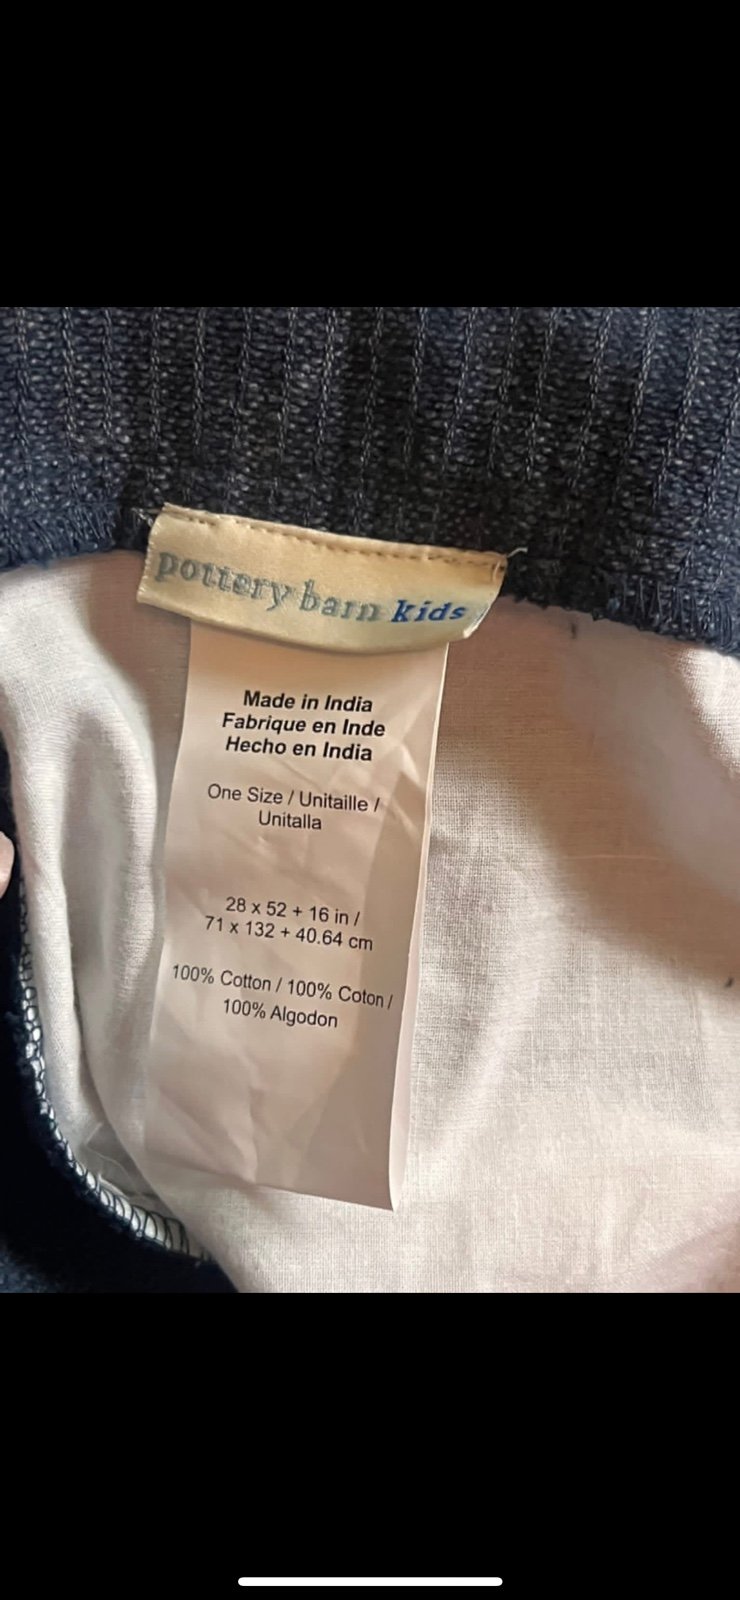 pottery barn kids
Made in India
Fabrique en Inde
Hecho en India
One Size / Unitaille /
Unitalla
28 x 52 + 16 in /
71 x 132 + 40.64 cm
100% Cotton / 100% Coton /
100% Algodon